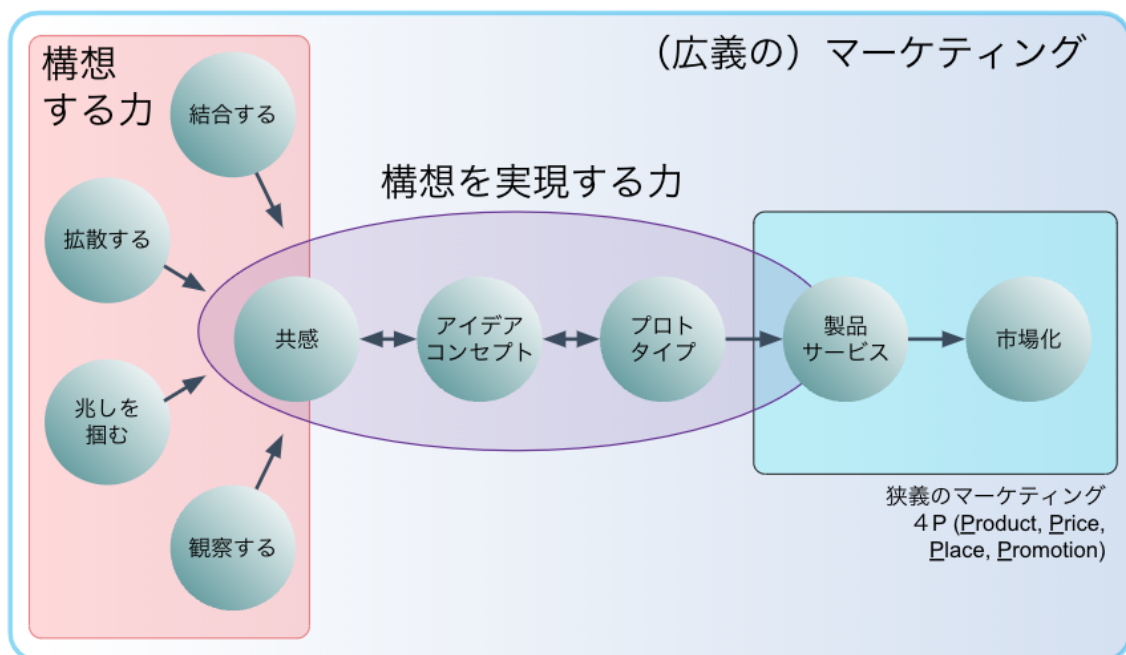 (広義の)マーケティング
構想
する力
結合する
拡散する
兆しを
掴む
観察する
構想を実現する力
共感
アイデア
コンセプト
プロト
タイプ
製品
サービス
市場化
狭義のマーケティング
4P (Product, Price,
Place, Promotion)